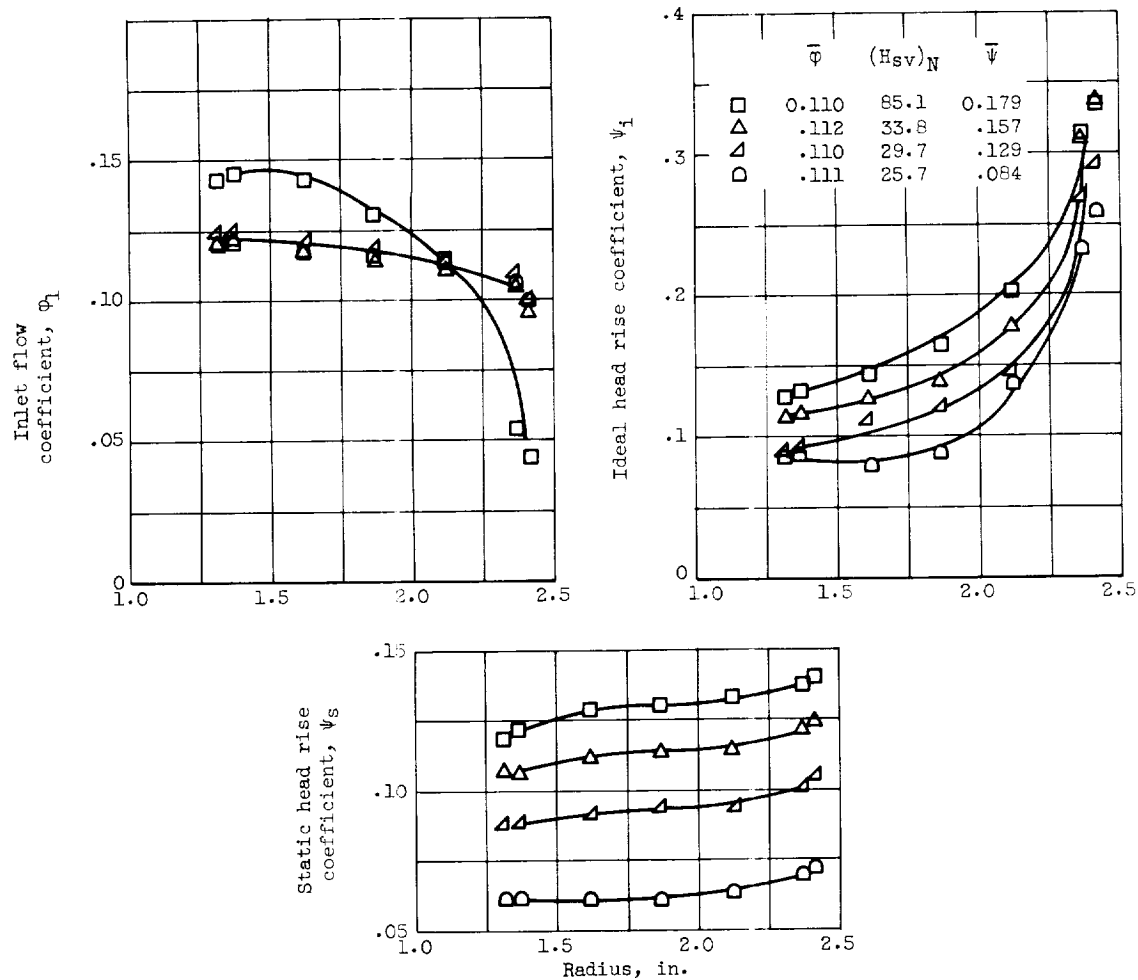 .15
.10
.05
0
1.0 1.5 2.0 2.5
Inlet flow
coefficient, φ1
.4
.3
.2
.1
0
1.0 1.5 2.0 2.5
Ideal head rise coefficient, ψi
φ̅ (Hsv)N ψ̅
0.110 85.1 0.179
.112 33.8 .157
.110 29.7 .129
.111 25.7 .084
.15
.10
.05
1.0 1.5 2.0 2.5
Static head rise
coefficient, ψs
Radius, in.